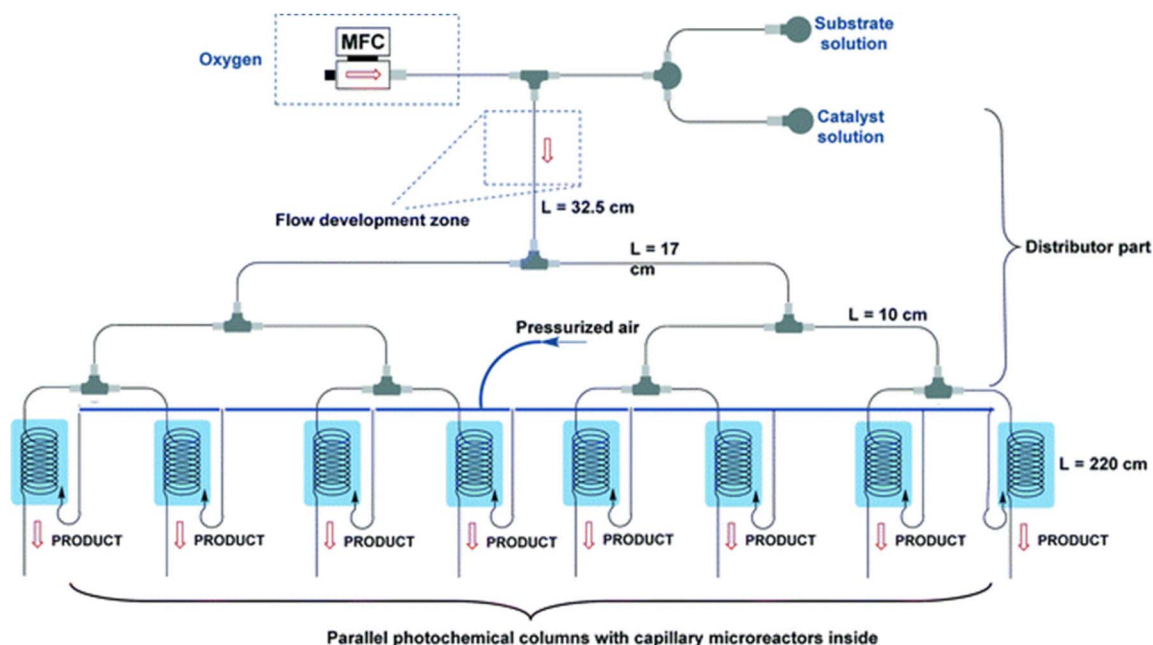 MFC
Oxygen
Substrate
solution
Catalyst
solution
Flow development zone
L = 32.5 cm
L = 17
cm
Distributor part
L = 10 cm
Pressurized air
L = 220 cm
PRODUCT
PRODUCT
PRODUCT
PRODUCT
PRODUCT
PRODUCT
PRODUCT
PRODUCT
Parallel photochemical columns with capillary microreactors inside